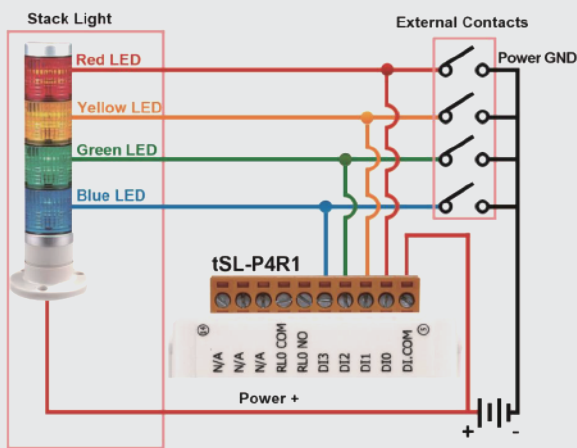 Stack Light
External Contacts
Red LED
Power GND
Yellow LED
Green LED
Blue LED
tSL-P4R1
N/A
N/A
N/A
RL0 COM
RL0 NO
DI3
DI2
DI1
DI0
DI.COM
Power +
+
-